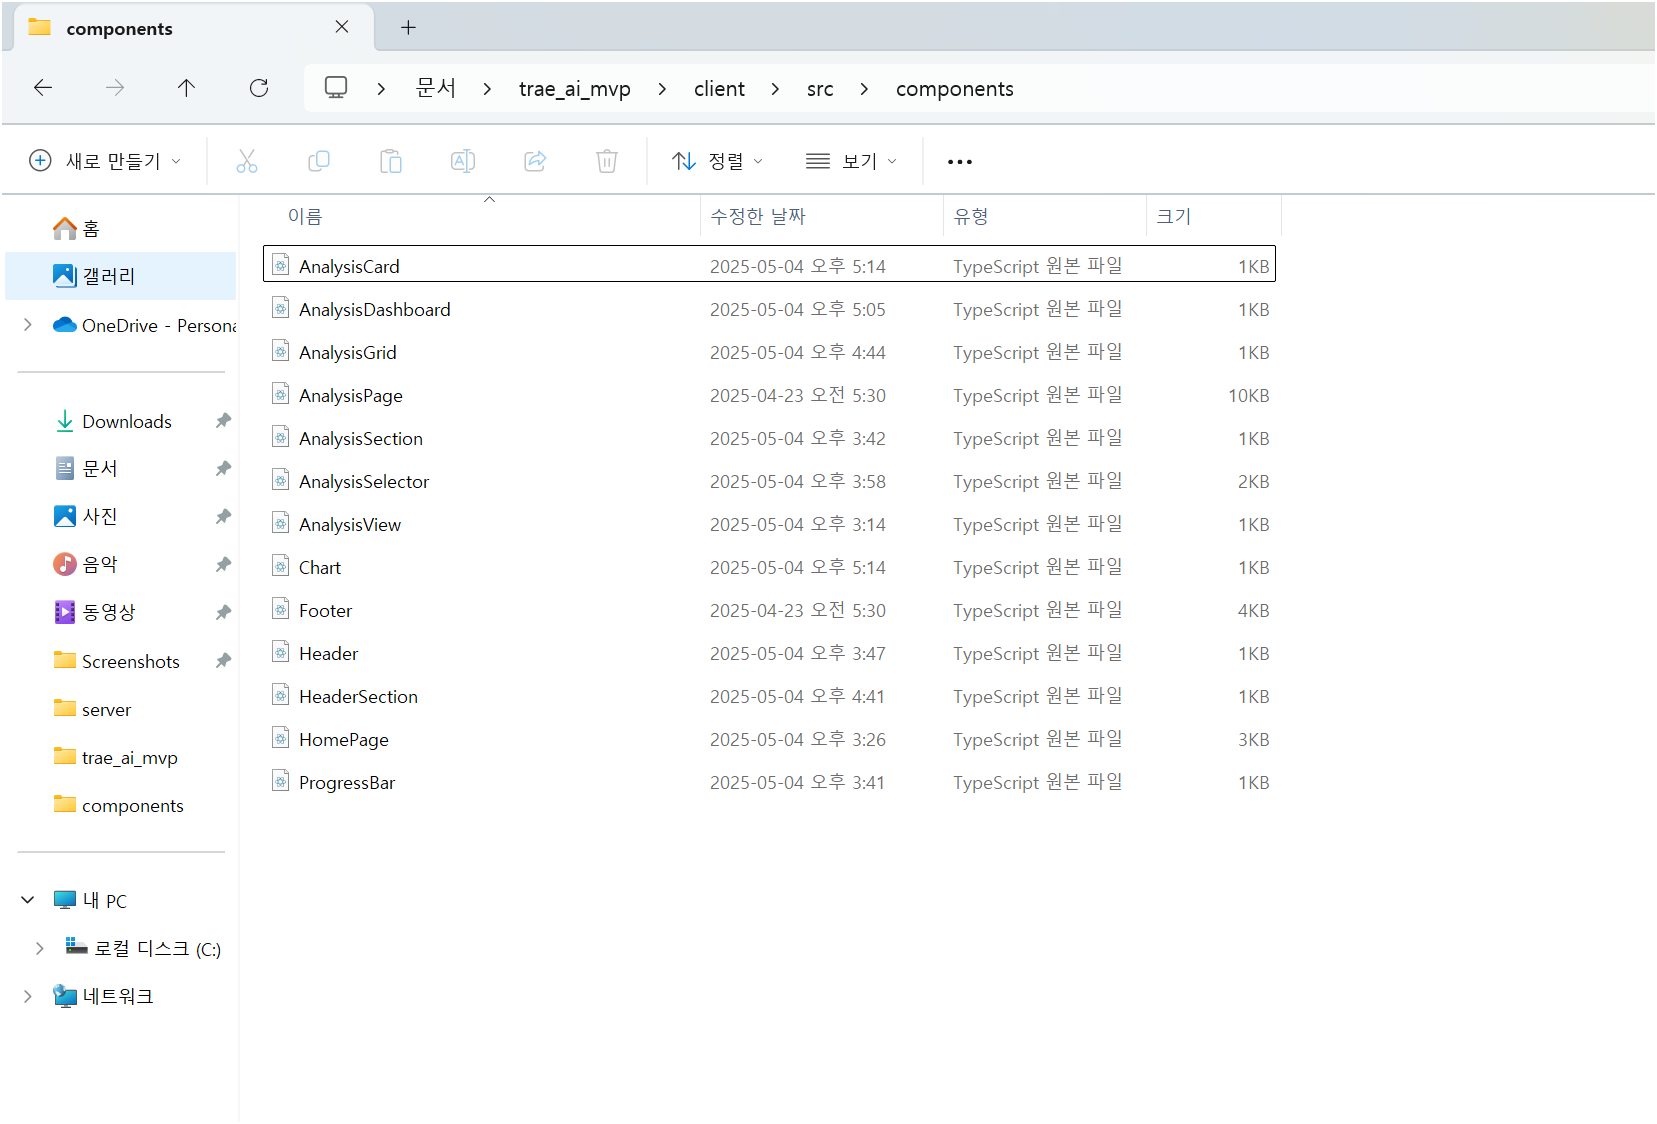 components
문서 > trae_ai_mvp > client > src > components
새로 만들기 정렬 보기
이름 수정한 날짜 유형 크기
홈
갤러리
OneDrive - Persona
Downloads
문서
사진
음악
동영상
Screenshots
server
trae_ai_mvp
components
내 PC
로컬 디스크 (C:)
네트워크
AnalysisCard 2025-05-04 오후 5:14 TypeScript 원본 파일 1KB
AnalysisDashboard 2025-05-04 오후 5:05 TypeScript 원본 파일 1KB
AnalysisGrid 2025-05-04 오후 4:44 TypeScript 원본 파일 1KB
AnalysisPage 2025-04-23 오전 5:30 TypeScript 원본 파일 10KB
AnalysisSection 2025-05-04 오후 3:42 TypeScript 원본 파일 1KB
AnalysisSelector 2025-05-04 오후 3:58 TypeScript 원본 파일 2KB
AnalysisView 2025-05-04 오후 3:14 TypeScript 원본 파일 1KB
Chart 2025-05-04 오후 5:14 TypeScript 원본 파일 1KB
Footer 2025-04-23 오전 5:30 TypeScript 원본 파일 4KB
Header 2025-05-04 오후 3:47 TypeScript 원본 파일 1KB
HeaderSection 2025-05-04 오후 4:41 TypeScript 원본 파일 1KB
HomePage 2025-05-04 오후 3:26 TypeScript 원본 파일 3KB
ProgressBar 2025-05-04 오후 3:41 TypeScript 원본 파일 1KB